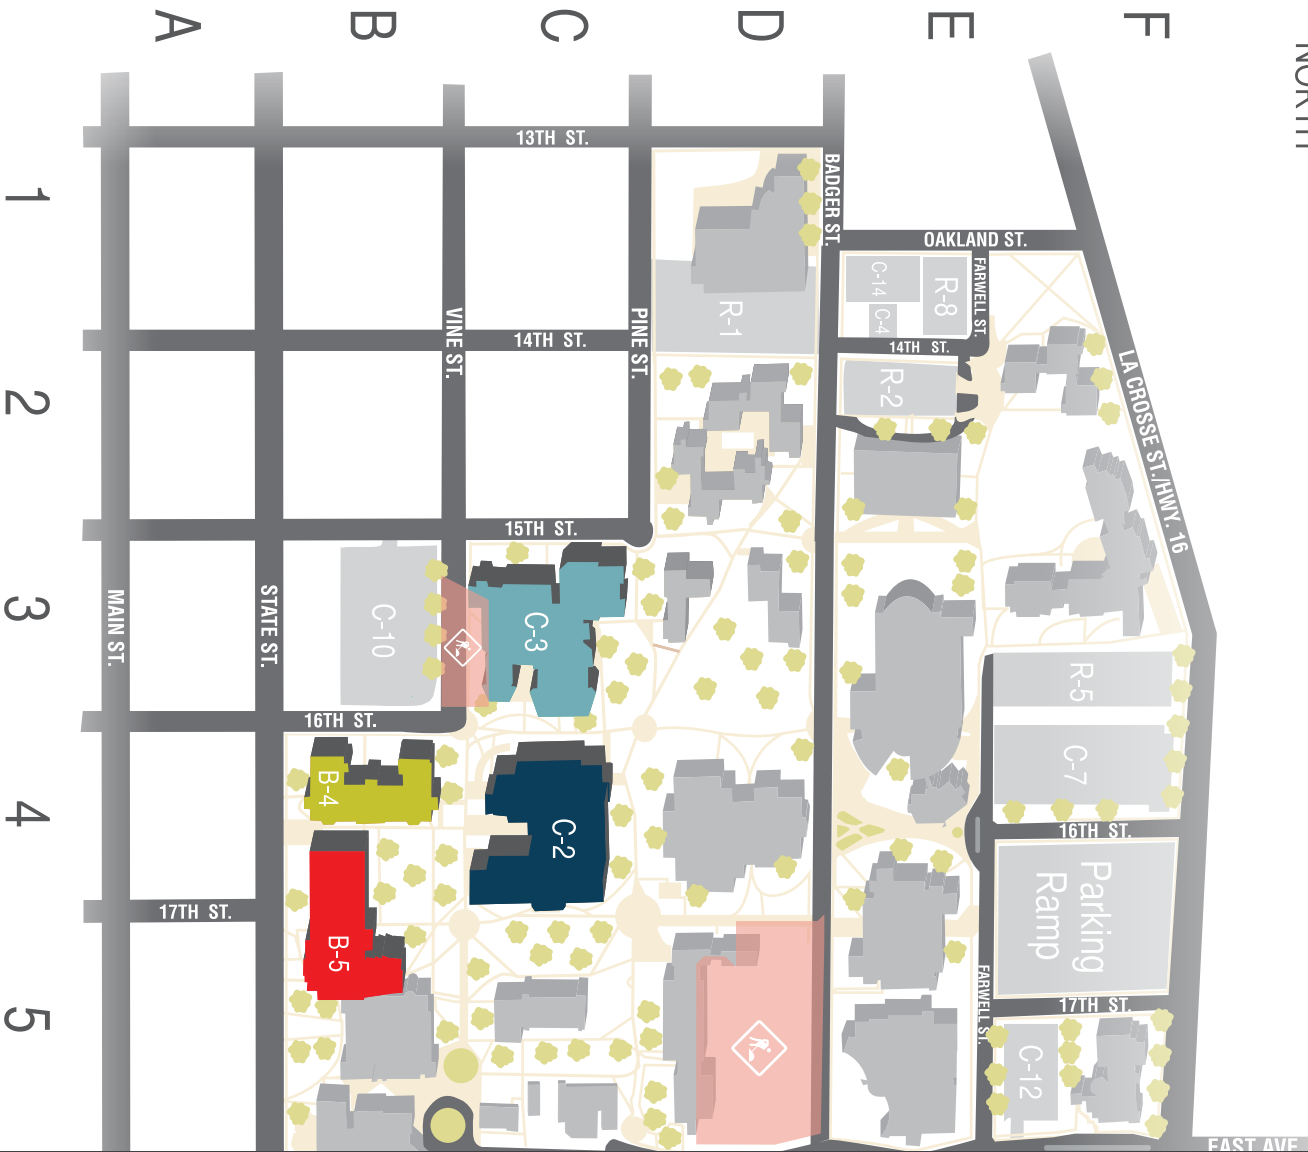 A
B
C
D
E
F
NORTH
13TH ST.
1
BADGER ST.
OAKLAND ST.
C-14
R-8
FARWELL ST.
C-4
R-1
VINE ST.
14TH ST.
PINE ST.
14TH ST.
2
R-2
LA CROSSE ST./HWY. 16
15TH ST.
3
MAIN ST.
STATE ST.
C-10
C-3
R-5
16TH ST.
C-7
4
B-4
C-2
16TH ST.
Parking
Ramp
17TH ST.
B-5
5
FARWELL ST.
17TH ST.
C-12
EAST AVE